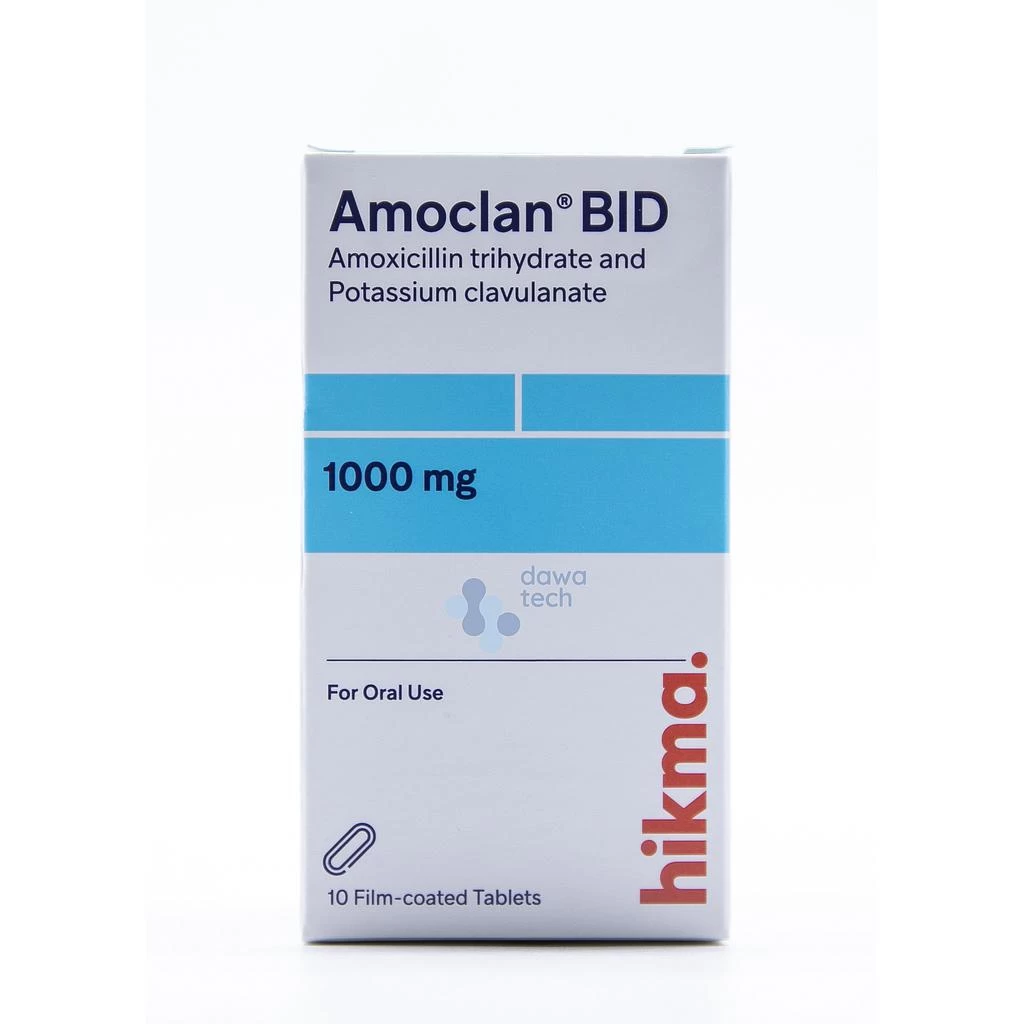 Amoclan® BID
Amoxicillin trihydrate and
Potassium clavulanate
1000 mg
dawa
tech
For Oral Use
hikma.
10 Film-coated Tablets